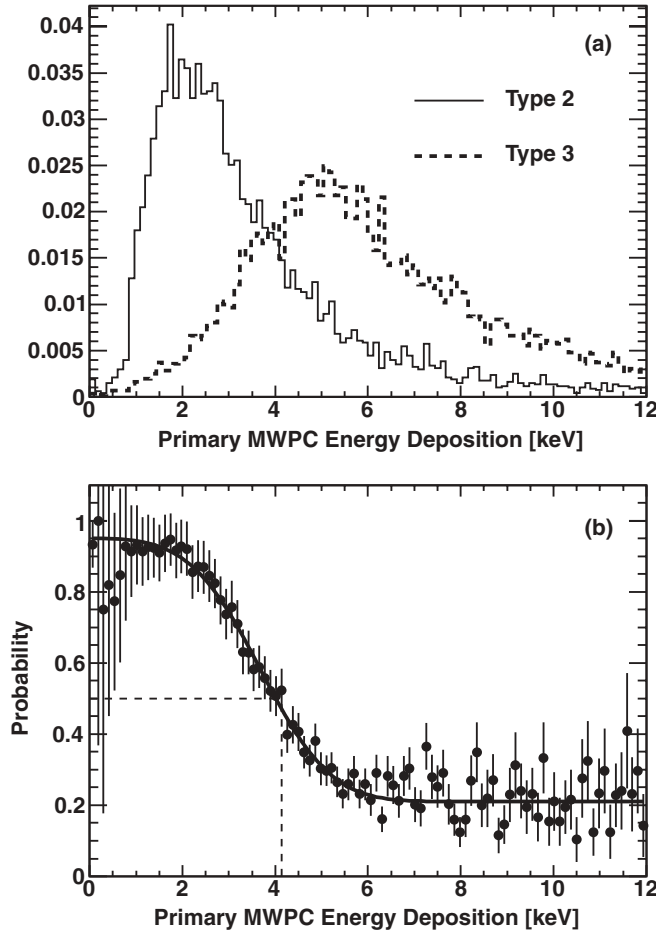 0.04
(a)
0.035
Type 2
0.03
Type 3
0.025
0.02
0.015
0.01
0.005
0
0 2 4 6 8 10 12
Primary MWPC Energy Deposition [keV]
(b)
1
0.8
0.6
0.4
0.2
0
Probability
0 2 4 6 8 10 12
Primary MWPC Energy Deposition [keV]